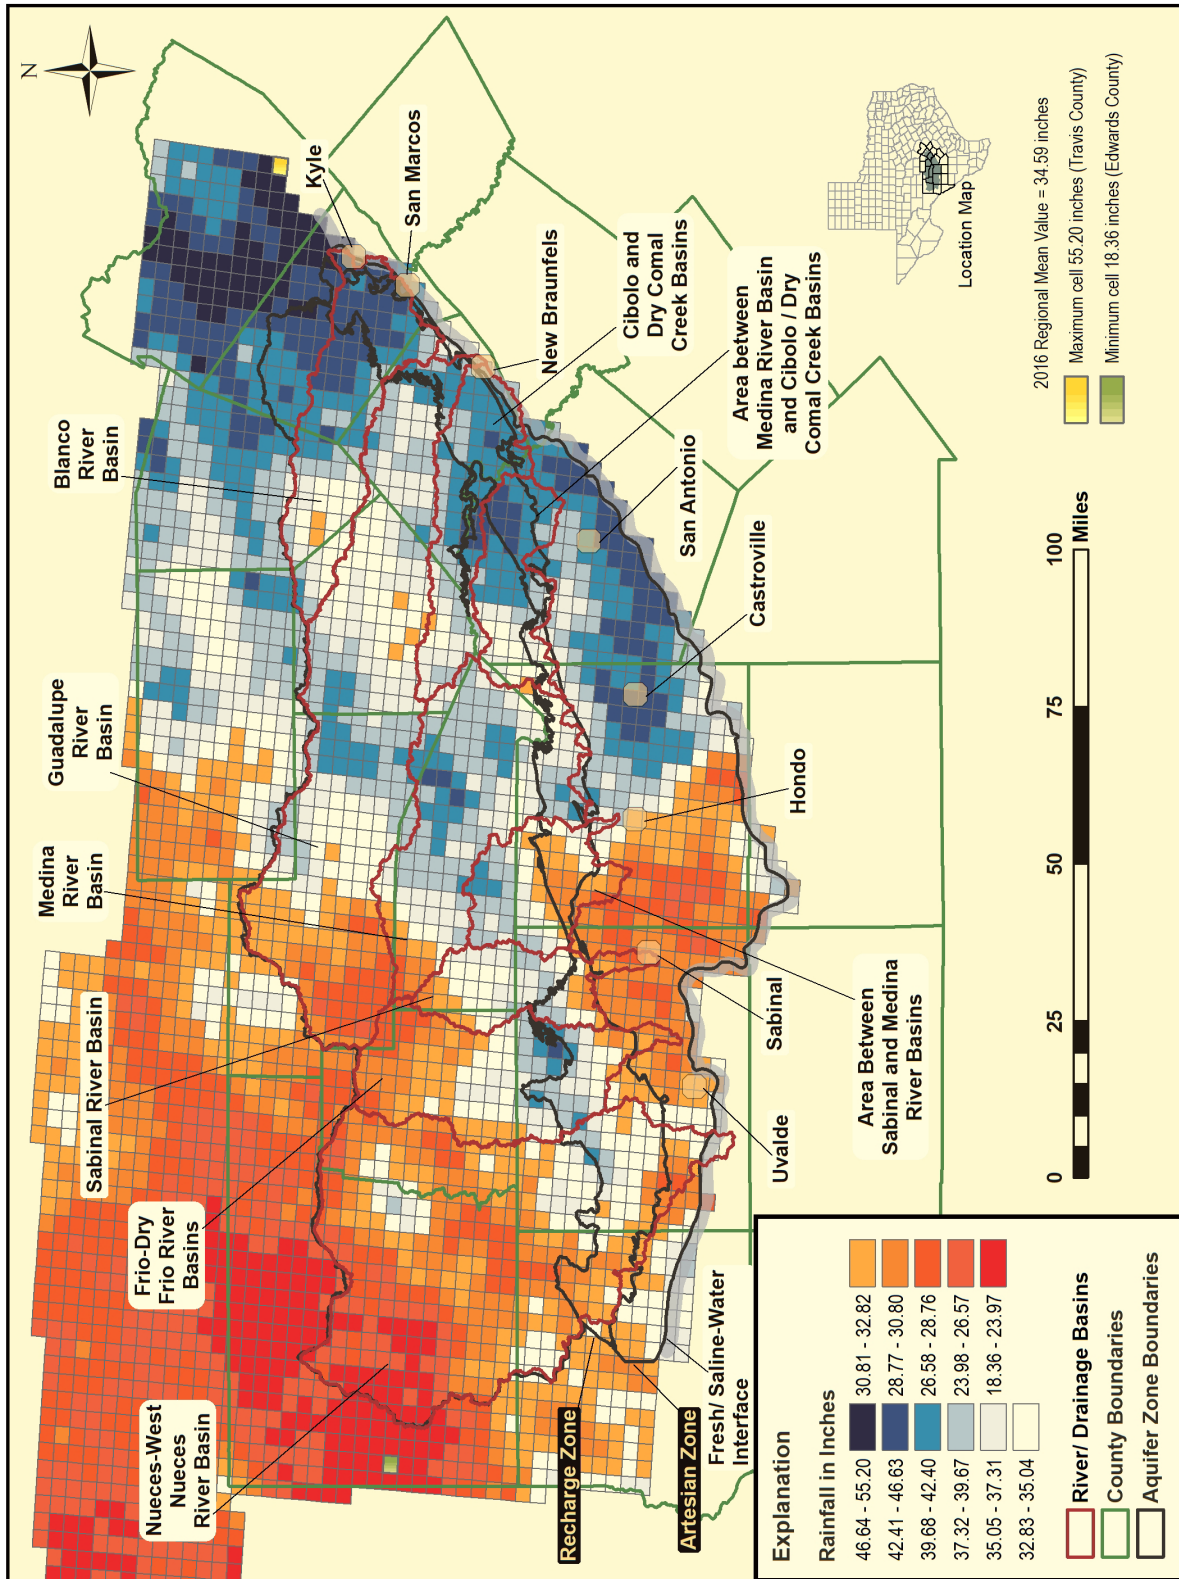 N
Kyle
San Marcos
New Braunfels
Cibolo and
Dry Comal
Creek Basins
Area between
Medina River Basin
and Cibolo / Dry
Comal Creek Basins
San Antonio
Castroville
Hondo
Sabinal
Area Between
Sabinal and Medina
River Basins
Uvalde
Blanco
River
Basin
Guadalupe
River
Basin
Medina
River
Basin
Sabinal River Basin
Frio-Dry
Frio River
Basins
Nueces-West
Nueces
River Basin
Recharge Zone
Artesian Zone
Fresh/ Saline-Water
Interface
Location Map
2016 Regional Mean Value = 34.59 inches
Maximum cell 55.20 inches (Travis County)
Minimum cell 18.36 inches (Edwards County)
0 25 50 75 100
Miles
Explanation
Rainfall in Inches
46.64 - 55.20
42.41 - 46.63
39.68 - 42.40
37.32 - 39.67
35.05 - 37.31
32.83 - 35.04
30.81 - 32.82
28.77 - 30.80
26.58 - 28.76
23.98 - 26.57
18.36 - 23.97
River/ Drainage Basins
County Boundaries
Aquifer Zone Boundaries